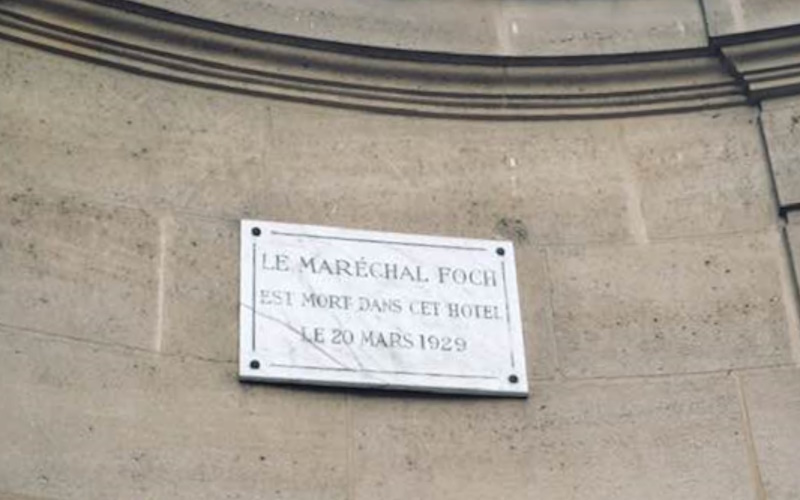 LE MARÉCHAL FOCH
EST MORT DANS CET HOTEL
LE 20 MARS 1929